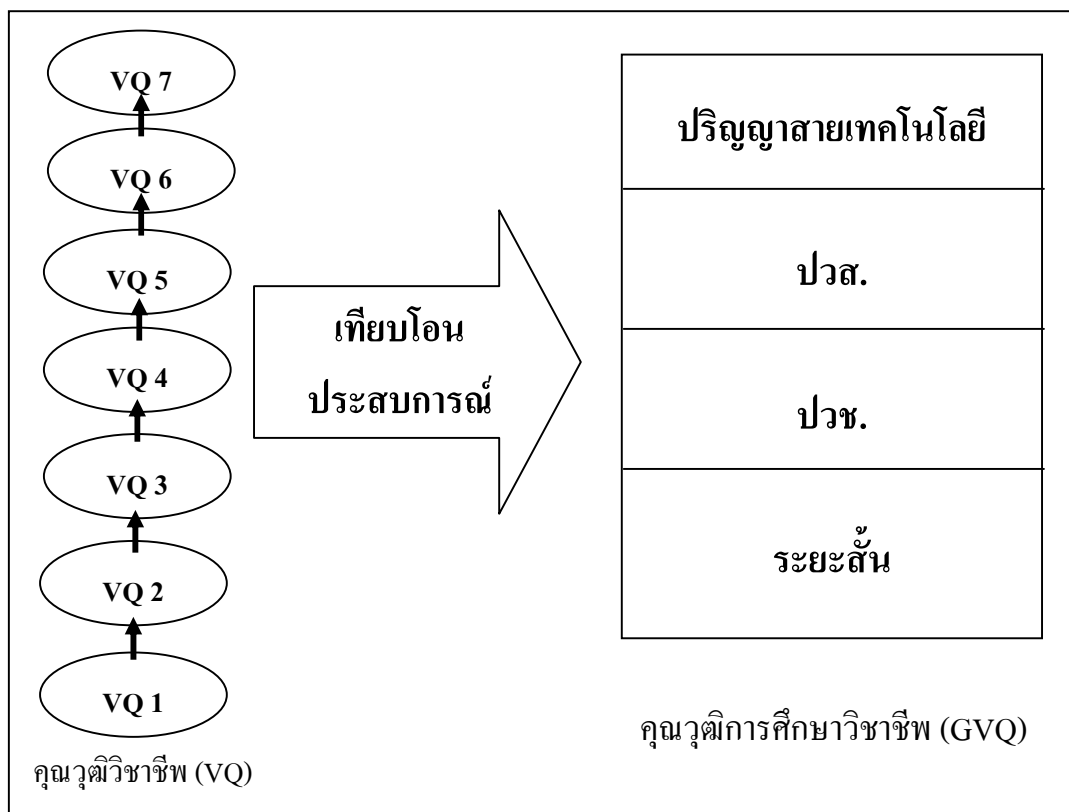 VQ 7
VQ 6
VQ 5
VQ 4
VQ 3
VQ 2
VQ 1
คุณวุฒิวิชาชีพ (VQ)
เทียบโอน
ประสบการณ์
ปริญญาสายเทคโนโลยี
ปวส.
ปวช.
ระยะสั้น
คุณวุฒิการศึกษาวิชาชีพ (GVQ)